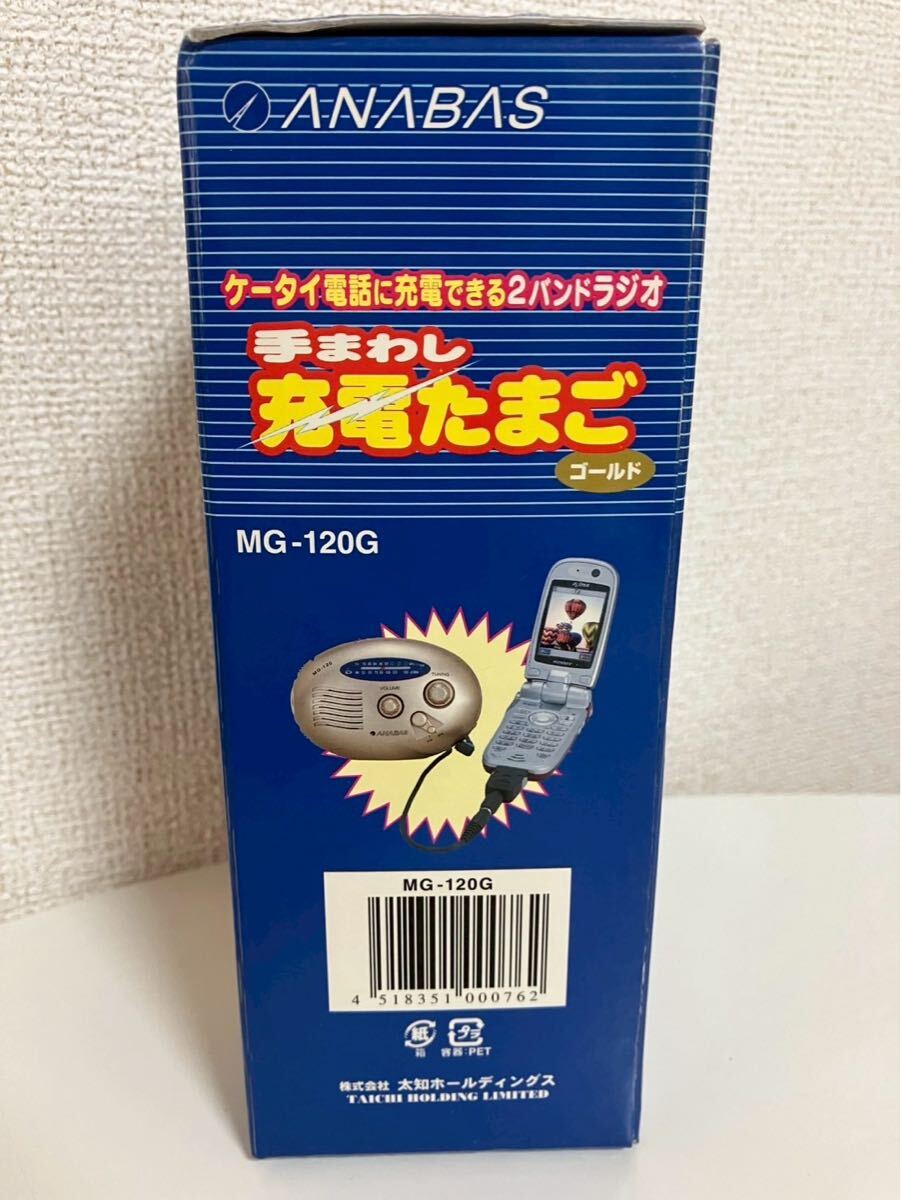 ANABAS
ケータイ電話に充電できる2バンドラジオ
手まわし
充電たまご
ゴールド
MG-120G
MG-120
VOLUME
TUNING
ANABAS
MG-120G
4 518351 000762
紙
箱
プラ
容器:PET
株式会社 太知ホールディングス
TAICHI HOLDING LIMITED